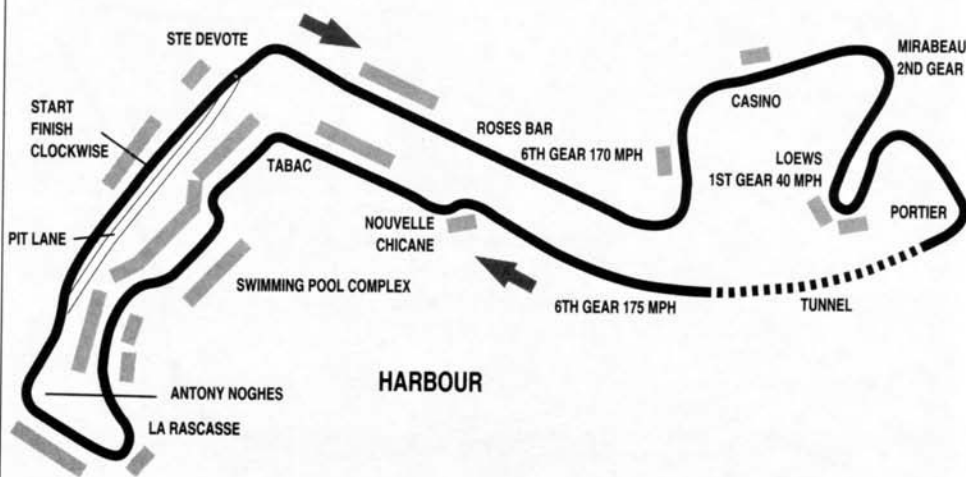 STE DEVOTE
START
FINISH
CLOCKWISE
PIT LANE
TABAC
ROSES BAR
6TH GEAR 170 MPH
CASINO
MIRABEAU
2ND GEAR
LOEWS
1ST GEAR 40 MPH
PORTIER
NOUVELLE
CHICANE
SWIMMING POOL COMPLEX
6TH GEAR 175 MPH
TUNNEL
HARBOUR
ANTONY NOGHES
LA RASCASSE